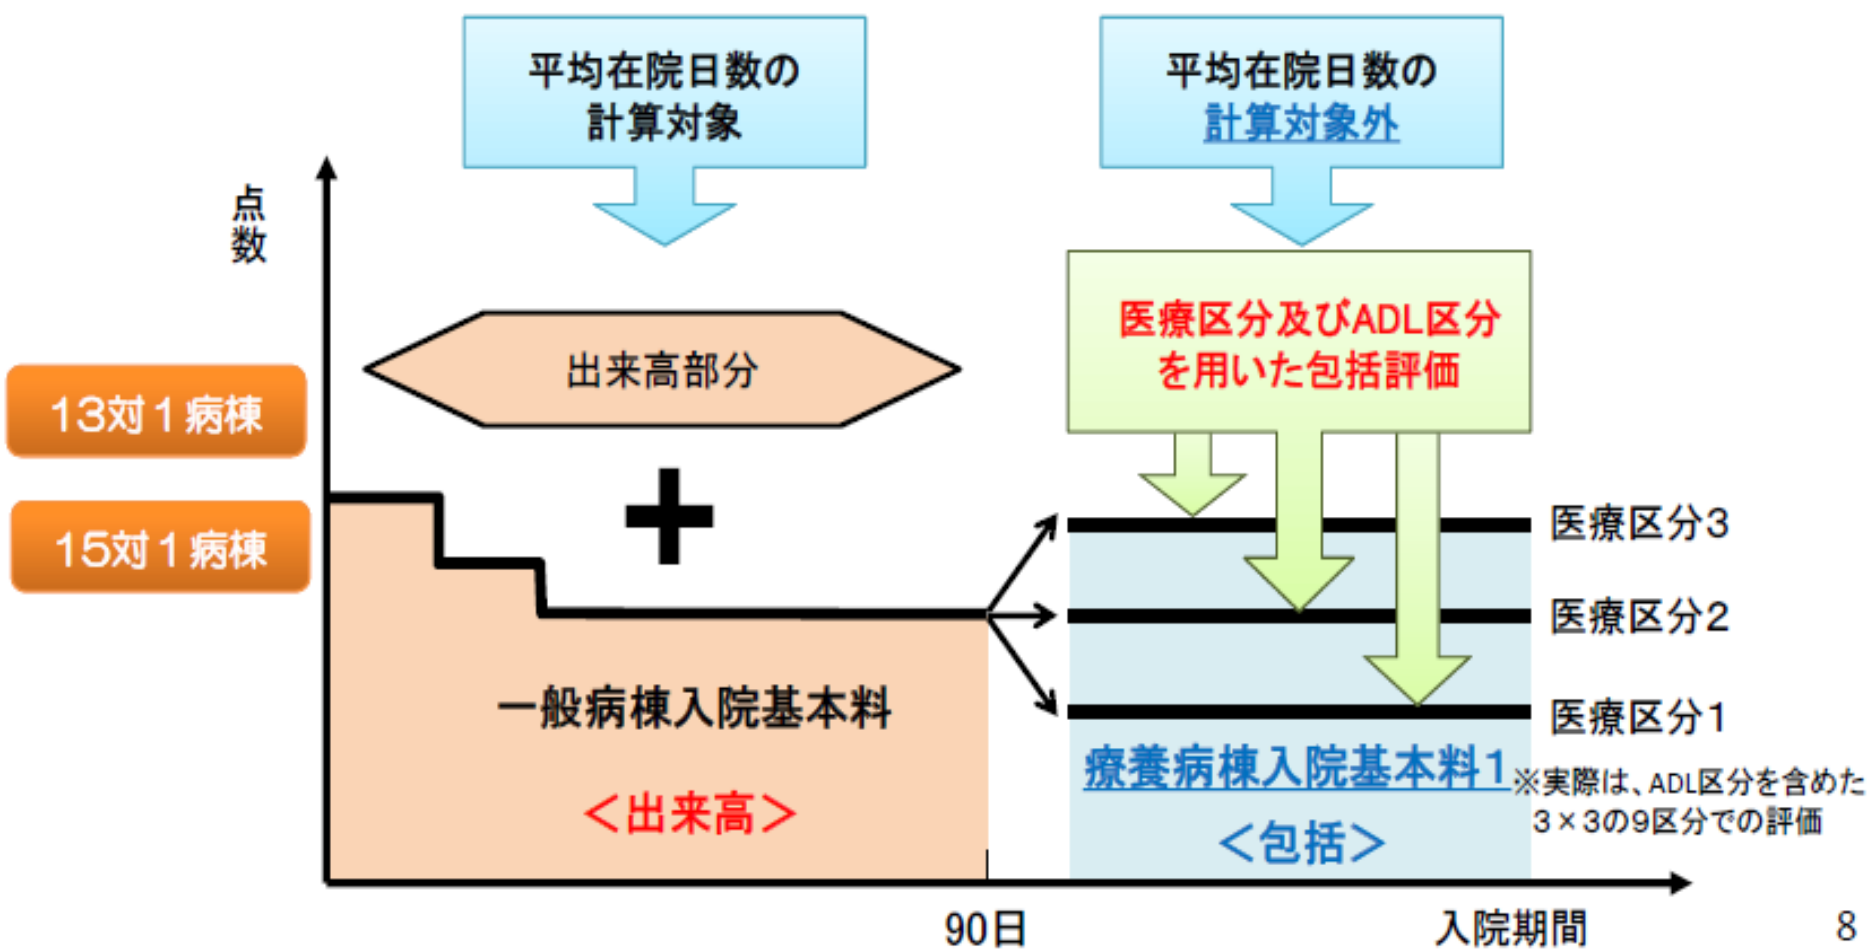 平均在院日数の
計算対象
平均在院日数の
計算対象外
点
数
出来高部分
医療区分及びADL区分
を用いた包括評価
13対1病棟
15対1病棟
+
医療区分3
医療区分2
医療区分1
一般病棟入院基本料
<出来高>
療養病棟入院基本料1
<包括>
※実際は、ADL区分を含めた
3×3の9区分での評価
90日
入院期間
8